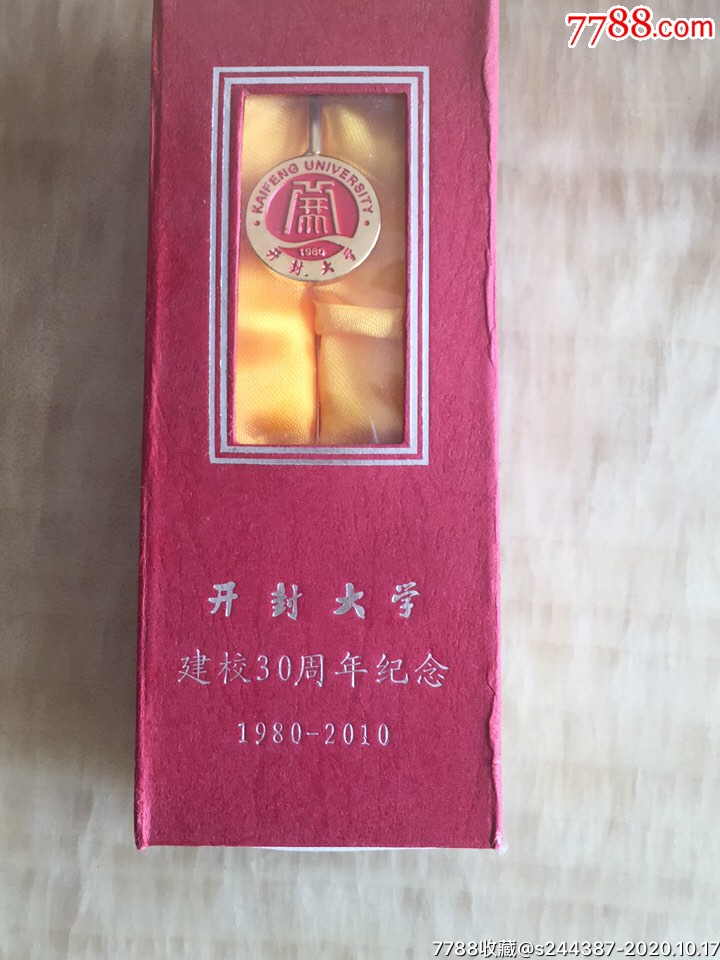 7788.com
KAIFENG UNIVERSITY
1980
开封大学
开封大学
建校30周年纪念
1980-2010
7788收藏@s244387-2020.10.17